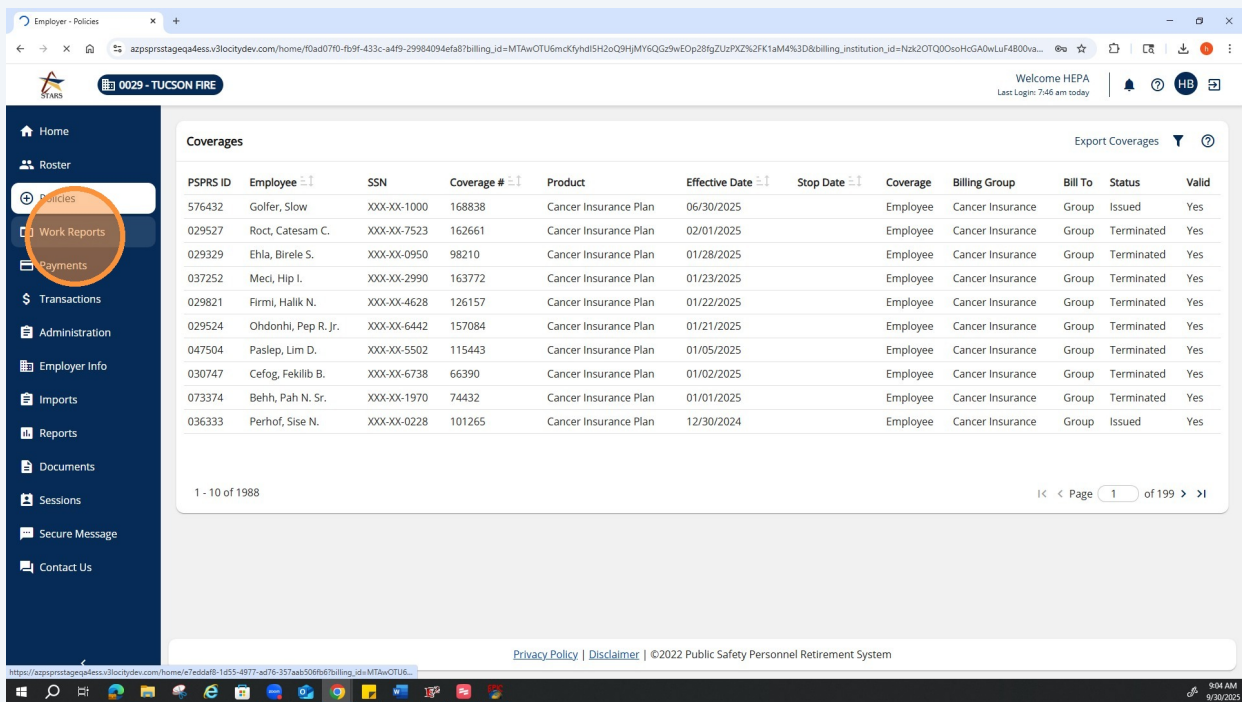 Employer - Policies
azpsprsstageqa4ess.v3locitydev.com/home/f0ad07f0-fb9f-433c-a4f9-29984094efa8?billing_id=MTAwOTU6mcKfyhdI5H2oQ9HjMY6QGz9wEOp28fgZUzPXZ%2FK1aM4%3D&billing_institution_id=Nzk2OTQ0OsoHcGA0wLuF4B00va...
STARS
0029 - TUCSON FIRE
Welcome HEPA
Last Login: 7:46 am today
HB
Home
Roster
Policies
Work Reports
Payments
Transactions
Administration
Employer Info
Imports
Reports
Documents
Sessions
Secure Message
Contact Us
Coverages
Export Coverages
PSPRS ID Employee SSN Coverage # Product Effective Date Stop Date Coverage Billing Group Bill To Status Valid
576432 Golfer, Slow XXX-XX-1000 168838 Cancer Insurance Plan 06/30/2025 Employee Cancer Insurance Group Issued Yes
029527 Roct, Catesam C. XXX-XX-7523 162661 Cancer Insurance Plan 02/01/2025 Employee Cancer Insurance Group Terminated Yes
029329 Ehla, Birele S. XXX-XX-0950 98210 Cancer Insurance Plan 01/28/2025 Employee Cancer Insurance Group Terminated Yes
037252 Meci, Hip I. XXX-XX-2990 163772 Cancer Insurance Plan 01/23/2025 Employee Cancer Insurance Group Terminated Yes
029821 Firmi, Halik N. XXX-XX-4628 126157 Cancer Insurance Plan 01/22/2025 Employee Cancer Insurance Group Terminated Yes
029524 Ohdonhi, Pep R. Jr. XXX-XX-6442 157084 Cancer Insurance Plan 01/21/2025 Employee Cancer Insurance Group Terminated Yes
047504 Paslep, Lim D. XXX-XX-5502 115443 Cancer Insurance Plan 01/05/2025 Employee Cancer Insurance Group Terminated Yes
030747 Cefog, Fekilib B. XXX-XX-6738 66390 Cancer Insurance Plan 01/02/2025 Employee Cancer Insurance Group Terminated Yes
073374 Behh, Pah N. Sr. XXX-XX-1970 74432 Cancer Insurance Plan 01/01/2025 Employee Cancer Insurance Group Terminated Yes
036333 Perhof, Sise N. XXX-XX-0228 101265 Cancer Insurance Plan 12/30/2024 Employee Cancer Insurance Group Issued Yes
1 - 10 of 1988
Page 1 of 199
Privacy Policy | Disclaimer | ©2022 Public Safety Personnel Retirement System
https://azpsprsstageqa4ess.v3locitydev.com/home/e7eddaf8-1d55-4977-ad76-357aab506fb6?billing_id=MTAwOTU6...
9:04 AM
9/30/2025